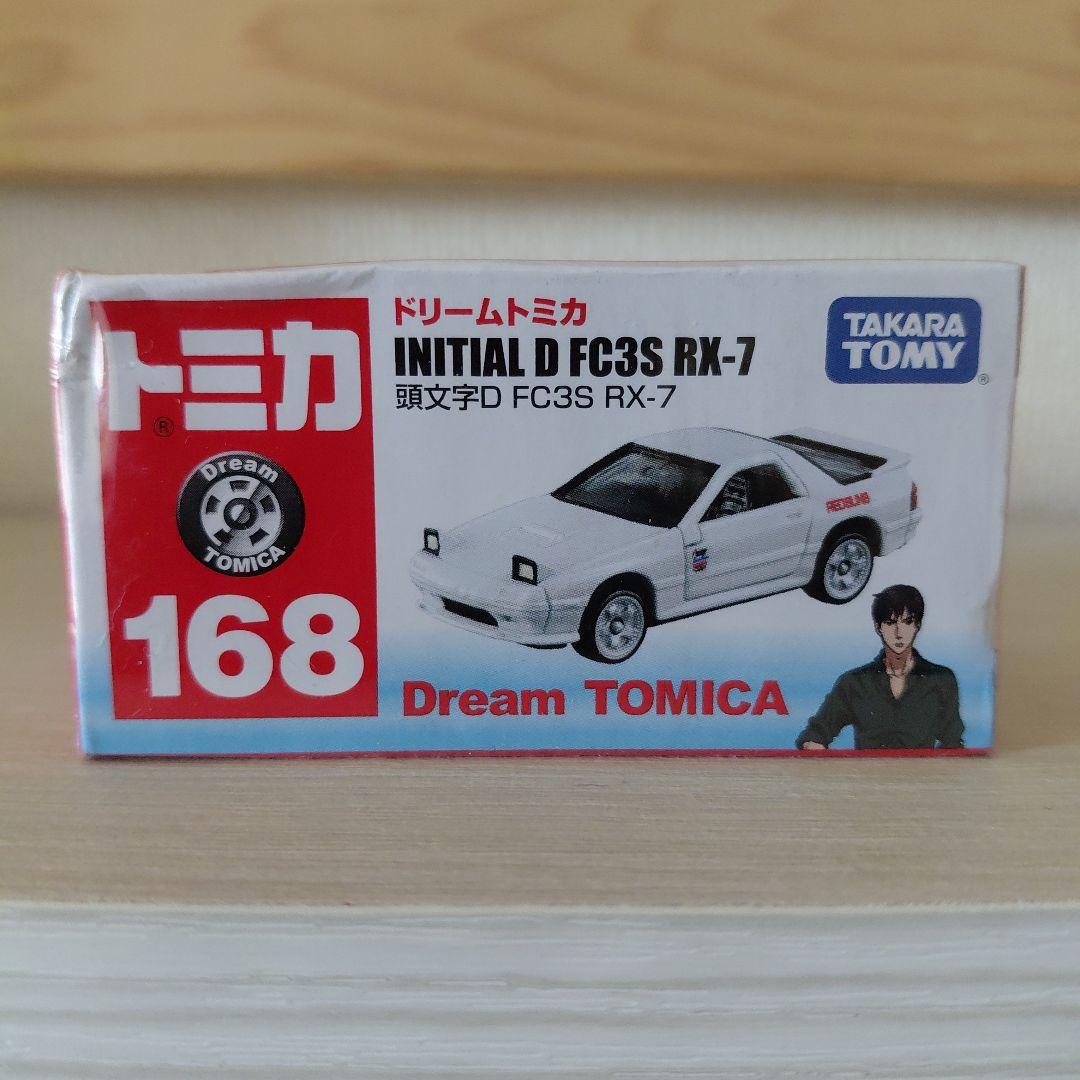 トミカ
®
Dream
TOMICA
168
ドリームトミカ
INITIAL D FC3S RX-7
頭文字D FC3S RX-7
TAKARA
TOMY
®
REDSUNS
Dream TOMICA